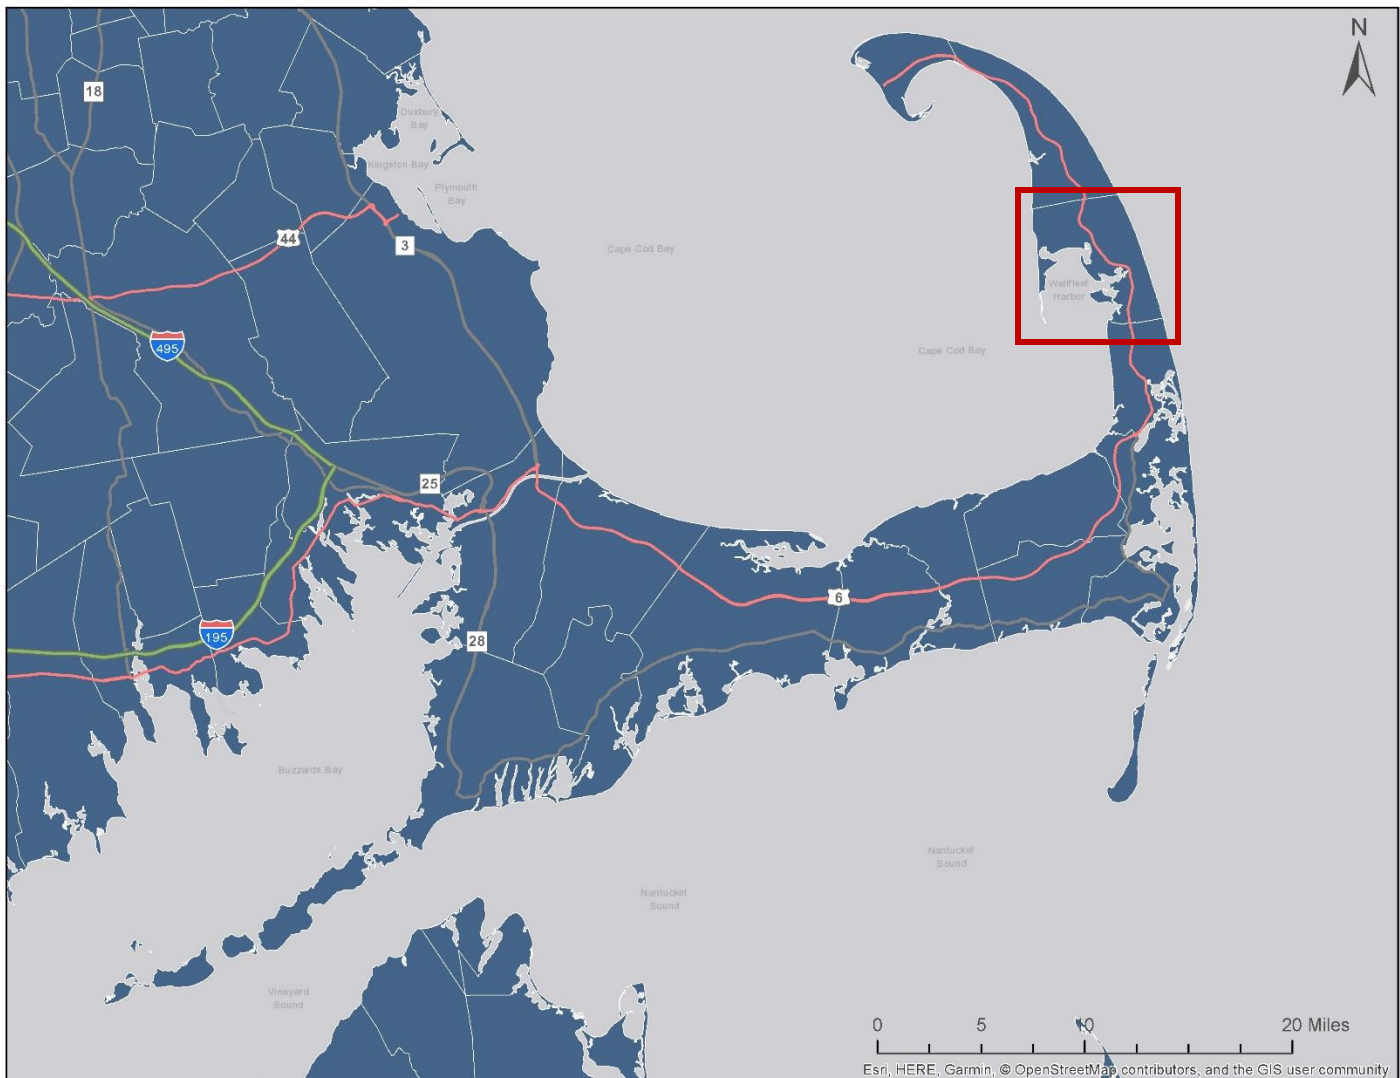 N
18
Duxbury
Bay
Kingston Bay
Plymouth
Bay
44
3
Cape Cod Bay
Wellfleet
Harbor
495
Cape Cod Bay
25
6
195
28
Buzzards Bay
Nantucket
Sound
Nantucket
Sound
Vineyard
Sound
0 5 10 20 Miles
Esri, HERE, Garmin, © OpenStreetMap contributors, and the GIS user community